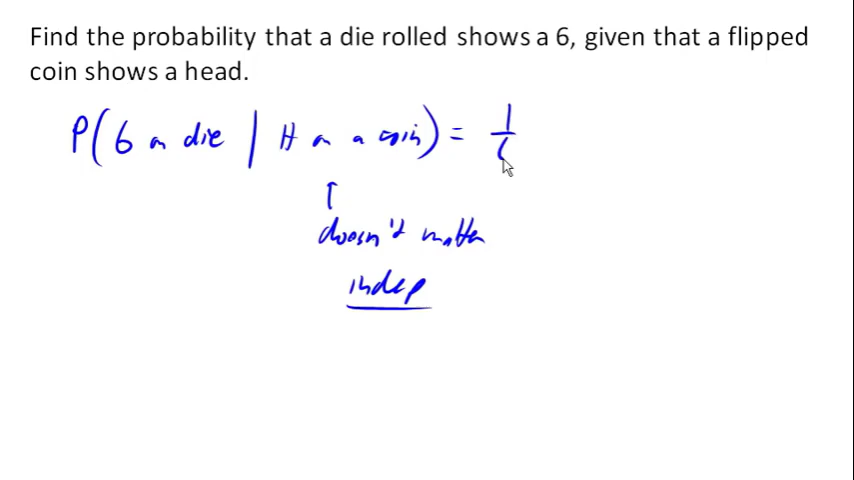 Find the probability that a die rolled shows a 6, given that a flipped
coin shows a head.
P(6 on die | H on a coin) = 1/
doesn't matter
indep